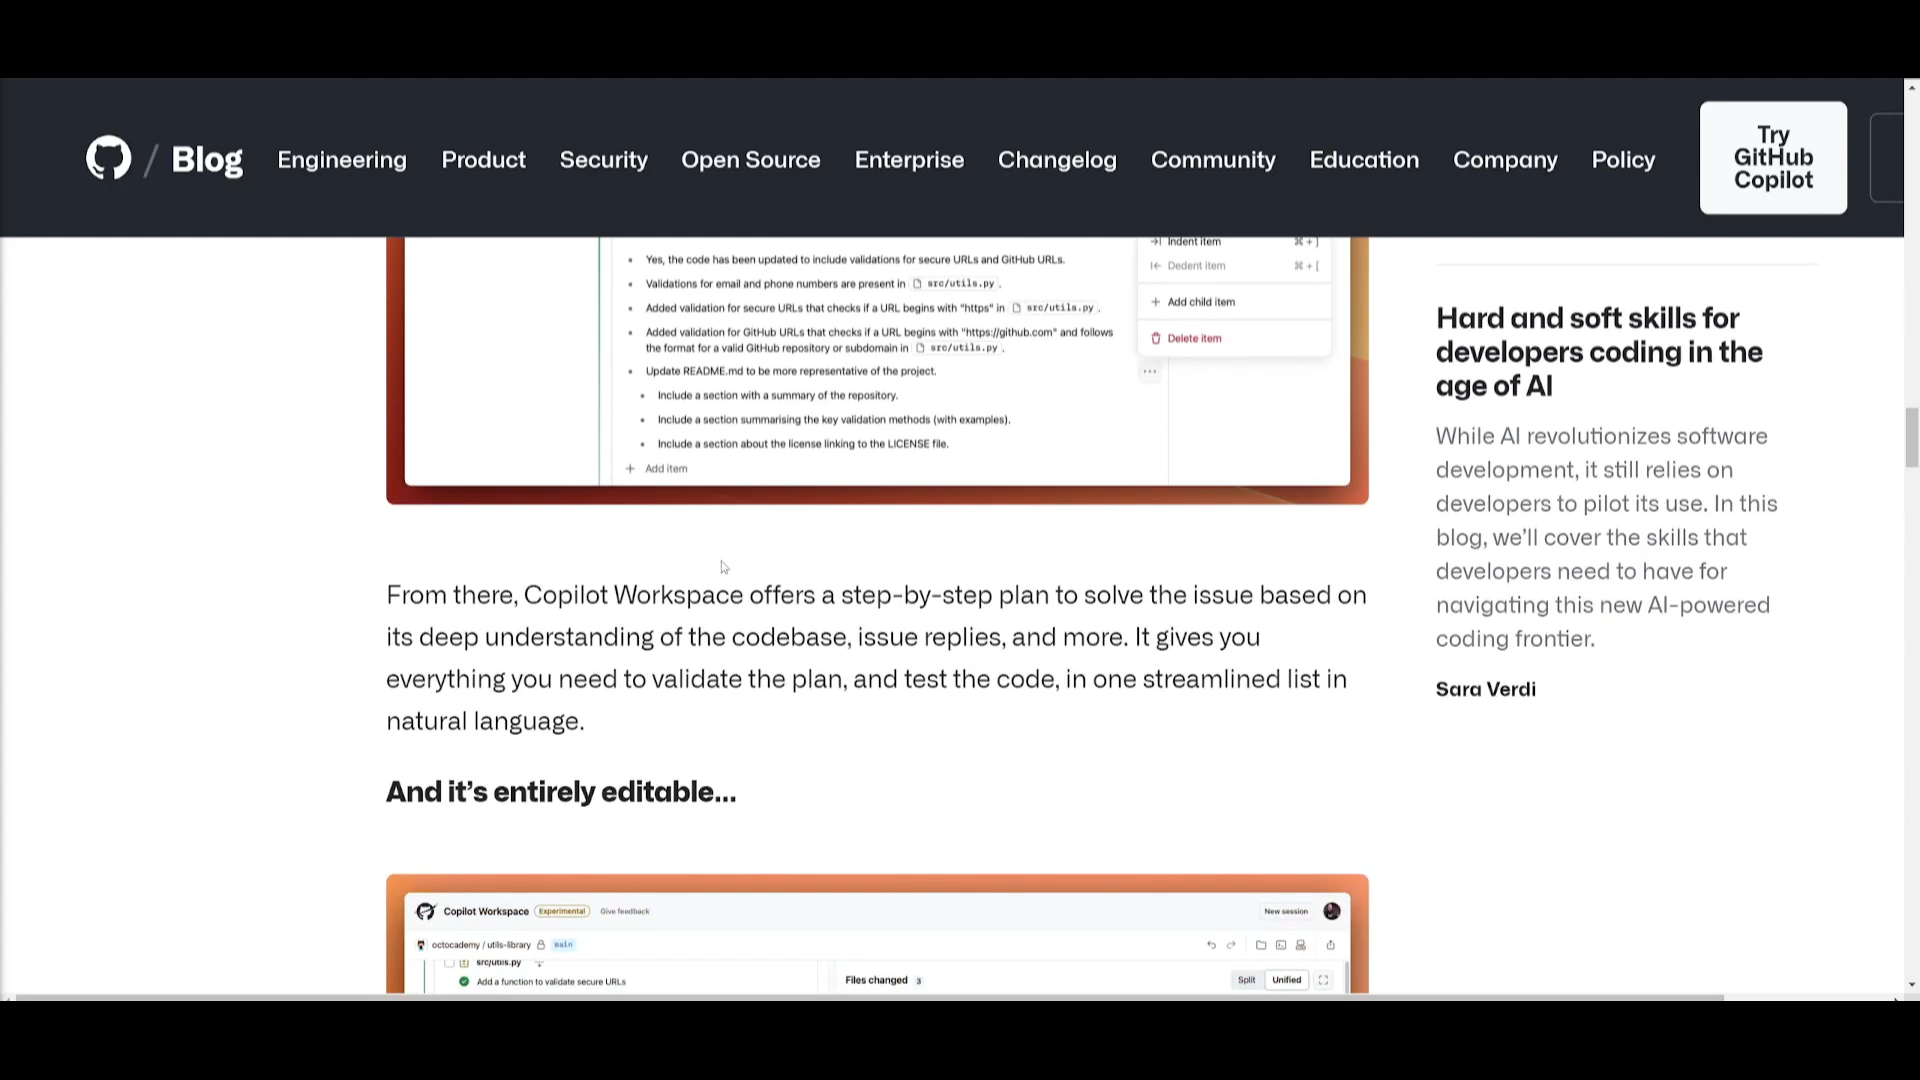 / Blog Engineering Product Security Open Source Enterprise Changelog Community Education Company Policy
Try
GitHub
Copilot
Indent item ⌘ + ]
Dedent item ⌘ + [
+ Add child item
Delete item
• Yes, the code has been updated to include validations for secure URLs and GitHub URLs.
• Validations for email and phone numbers are present in src/utils.py .
• Added validation for secure URLs that checks if a URL begins with "https" in src/utils.py .
• Added validation for GitHub URLs that checks if a URL begins with "https://github.com" and follows
the format for a valid GitHub repository or subdomain in src/utils.py .
• Update README.md to be more representative of the project. ...
• Include a section with a summary of the repository.
• Include a section summarising the key validation methods (with examples).
• Include a section about the license linking to the LICENSE file.
+ Add item
From there, Copilot Workspace offers a step-by-step plan to solve the issue based on
its deep understanding of the codebase, issue replies, and more. It gives you
everything you need to validate the plan, and test the code, in one streamlined list in
natural language.
And it's entirely editable...
Copilot Workspace Experimental Give feedback New session
octocademy / utils-library main
src/utils.py
Add a function to validate secure URLs
Files changed 3 Split Unified
Hard and soft skills for
developers coding in the
age of AI
While AI revolutionizes software
development, it still relies on
developers to pilot its use. In this
blog, we'll cover the skills that
developers need to have for
navigating this new AI-powered
coding frontier.
Sara Verdi